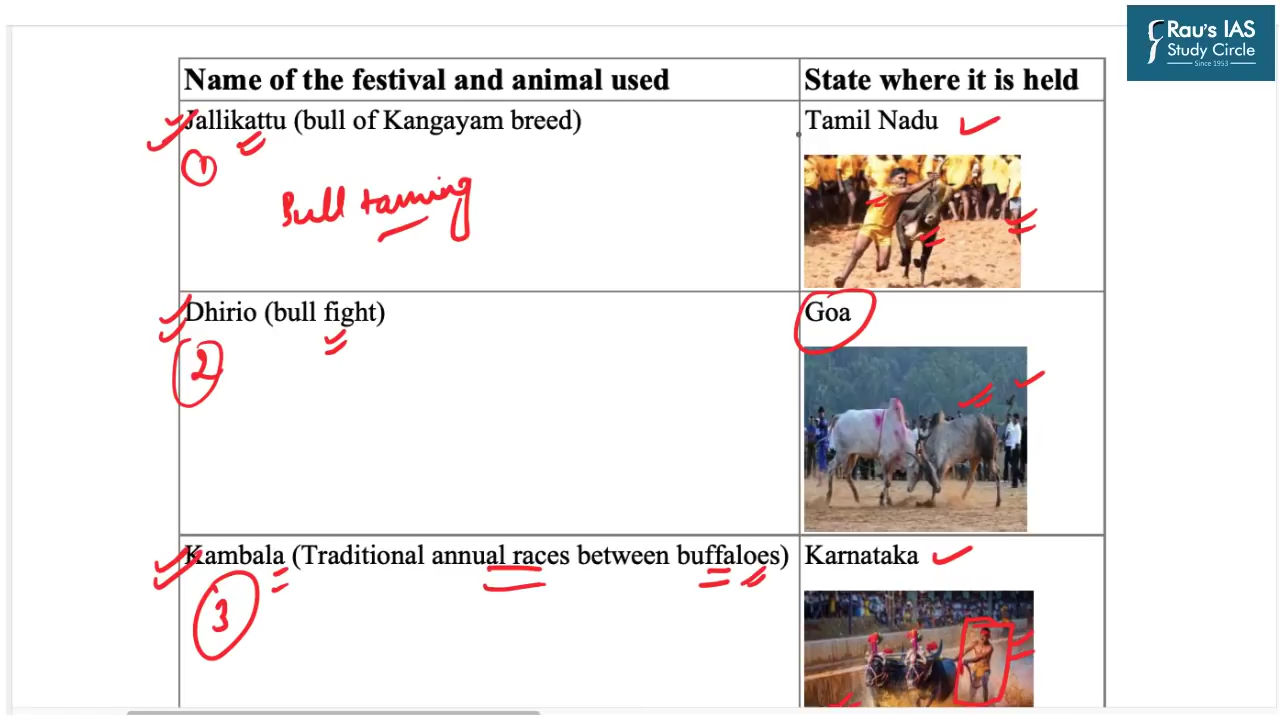 Rau's IAS
Study Circle
Since 1953
Name of the festival and animal used
State where it is held
Jallikattu (bull of Kangayam breed)
Tamil Nadu
1
Bull taming
Dhirio (bull fight)
Goa
2
Kambala (Traditional annual races between buffaloes)
Karnataka
3